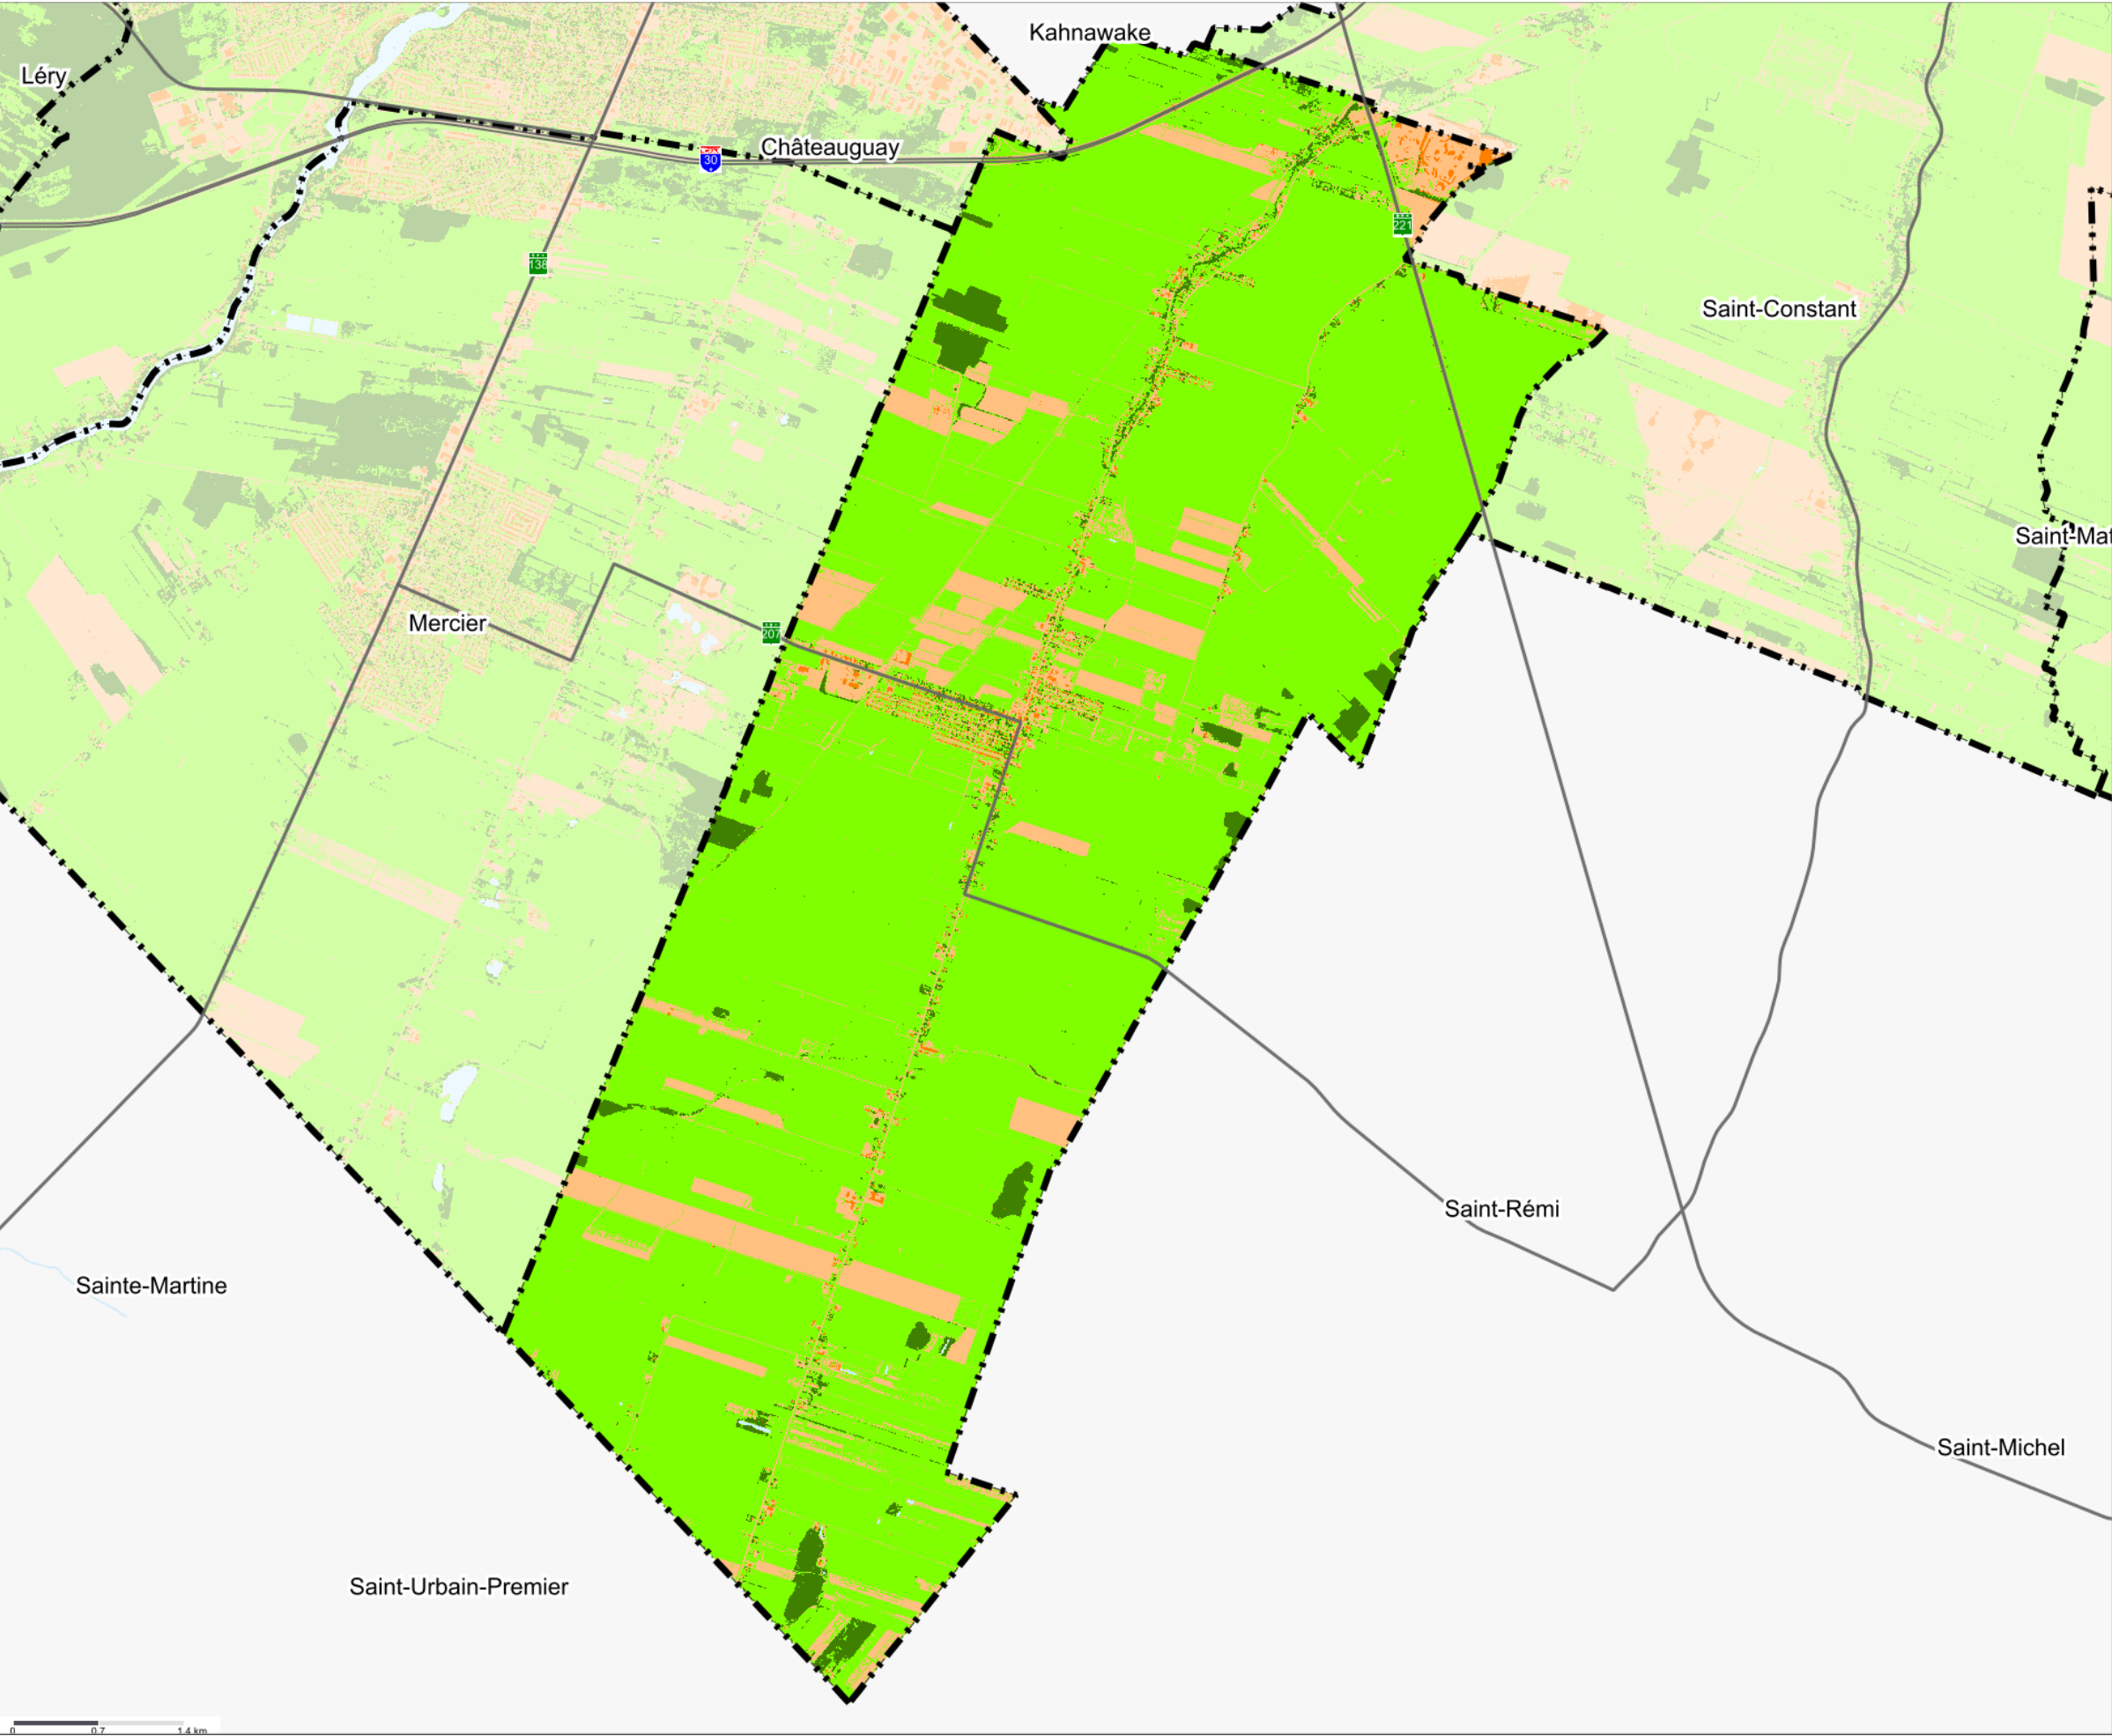 Kahnawake
Léry
Châteauguay
30
221
138
Saint-Constant
Saint-Mat
Mercier
207
Saint-Rémi
Sainte-Martine
Saint-Michel
Saint-Urbain-Premier
0 0.7 1.4 km